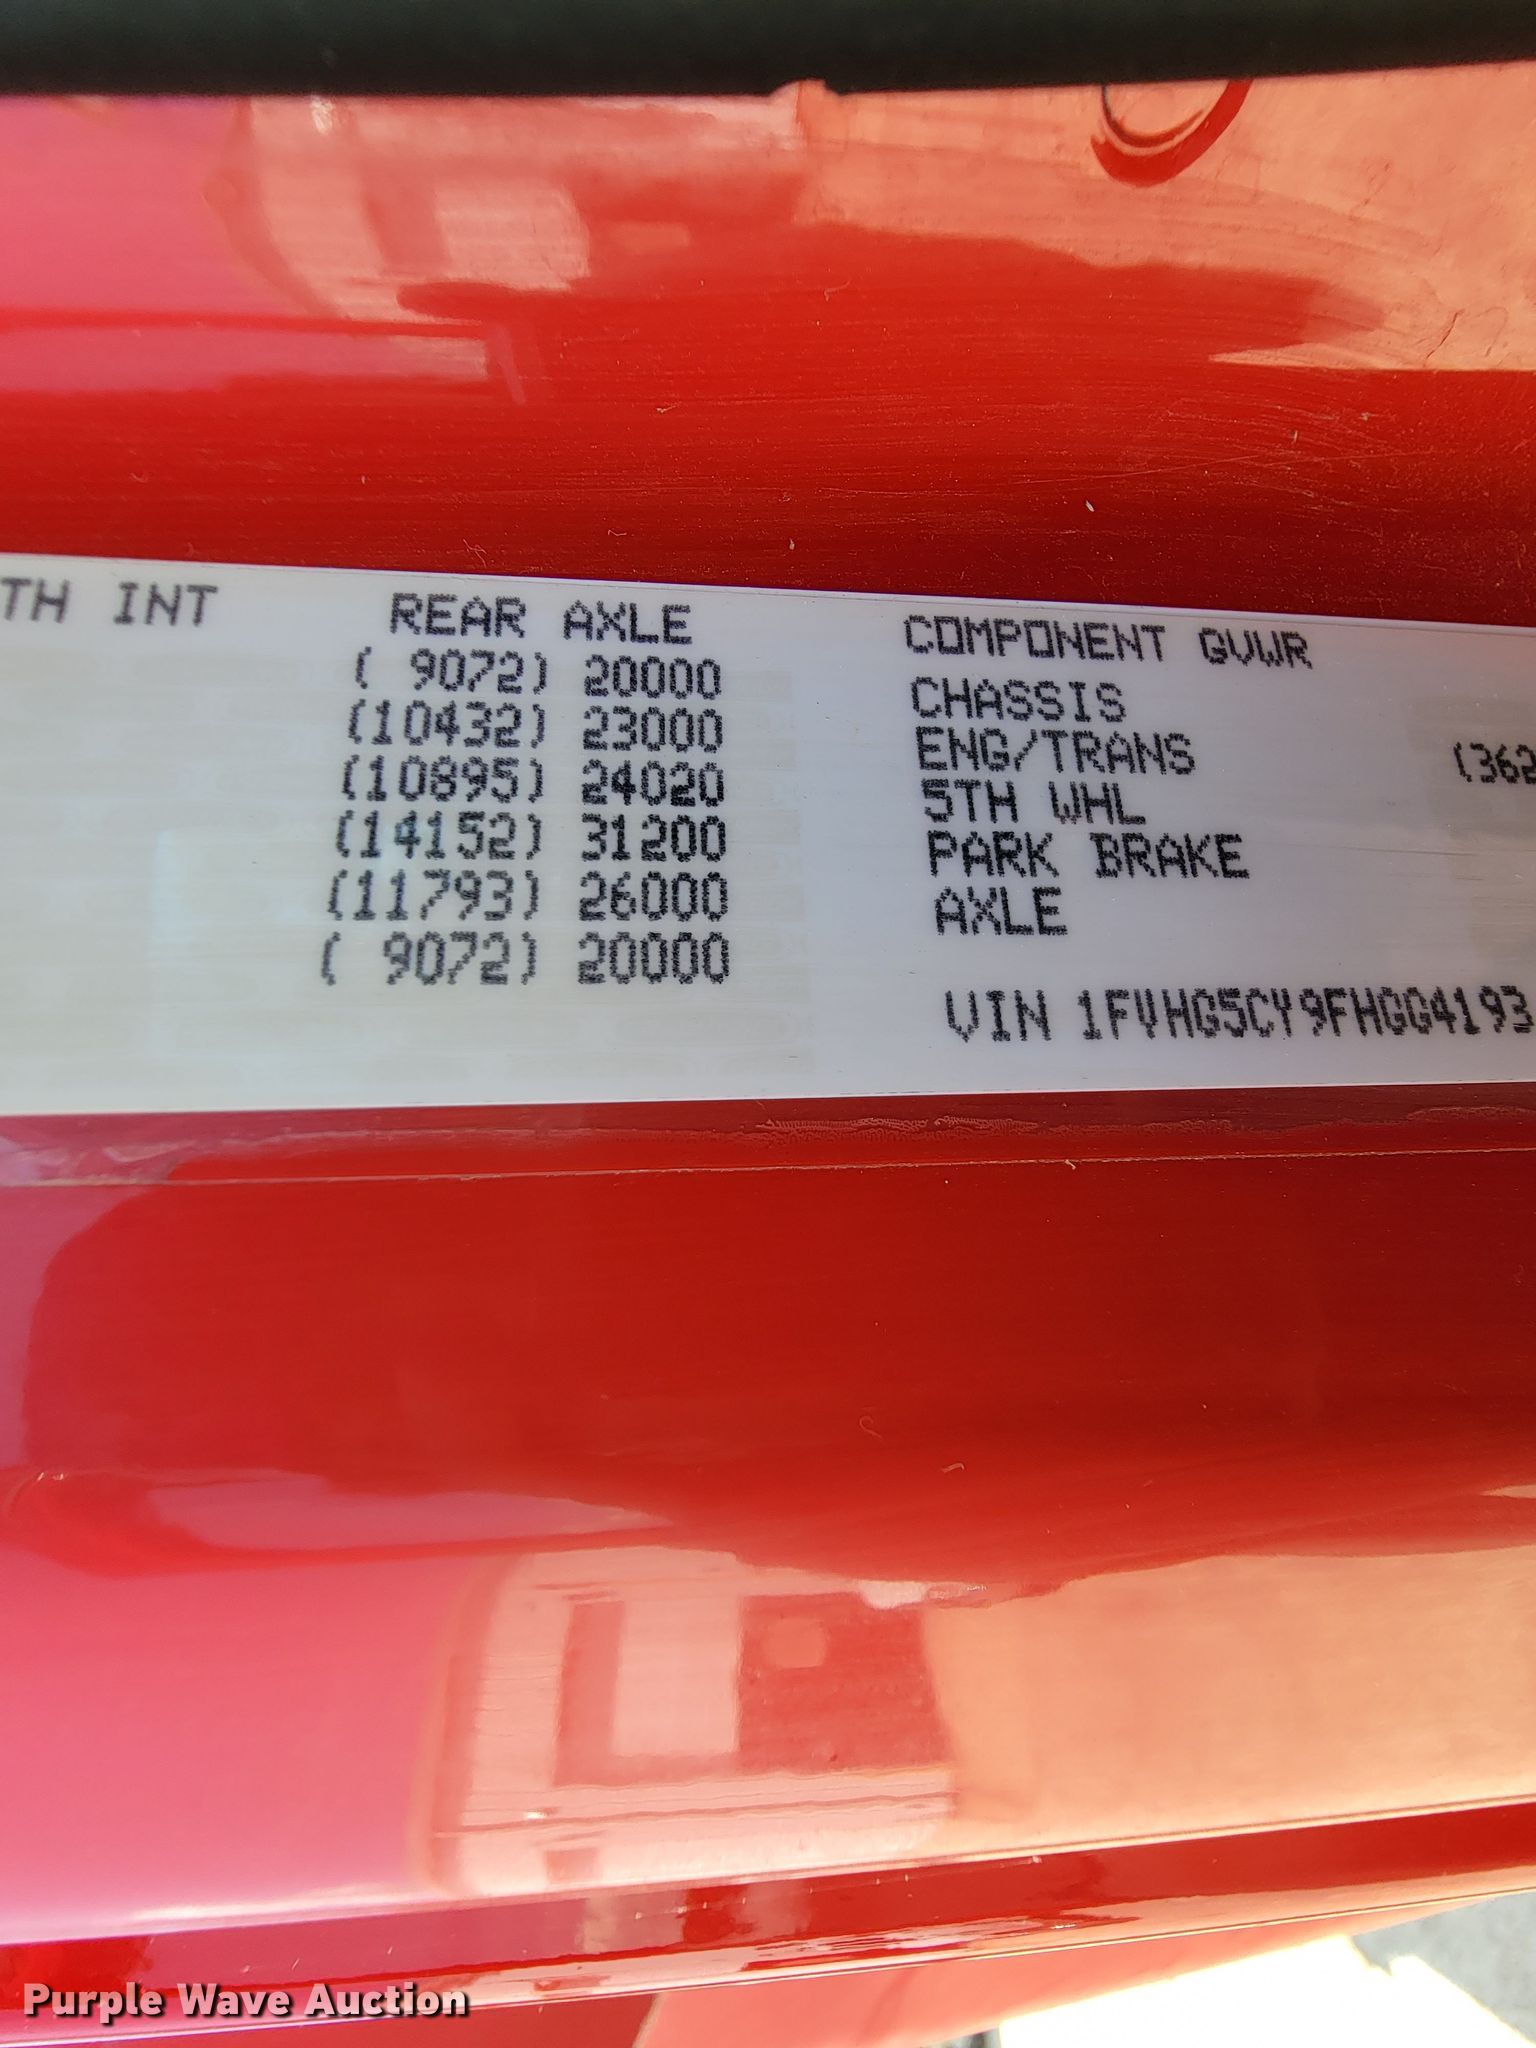 TH INT
REAR AXLE
( 9072) 20000
(10432) 23000
(10895) 24020
(14152) 31200
(11793) 26000
( 9072) 20000
COMPONENT GVWR
CHASSIS
ENG/TRANS (362
5TH WHL
PARK BRAKE
AXLE
VIN 1FVHG5CY9FHGG4193
Purple Wave Auction